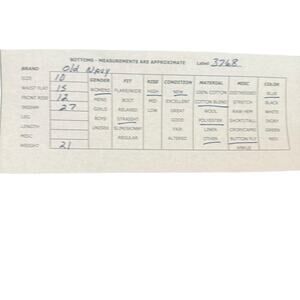 BOTTOMS - MEASUREMENTS ARE APPROXIMATE Label 3768
BRAND Old Navy
SIZE 10 GENDER FIT RISE CONDITION MATERIAL MISC COLOR
WAIST FLAT 15 WOMENS FLARE/WIDE HIGH NEW 100% COTTON DISTRESSED BLUE
FRONT RISE 12 MENS BOOT MID EXCELLENT COTTON BLEND STRETCH BLACK
INSEAM 27 GIRLS RELAXED LOW GREAT WOOL MAXI WHITE
LEG BOYS STRAIGHT GOOD POLYESTER SHORT/TALL IVORY
LENGTH UNISEX SLIM/SKINNY FAIR LINEN CROP/CAPRI GREEN
MISC REGULAR ALTERED OTHER BUTTON FLY RED
WEIGHT 21 ANKLE